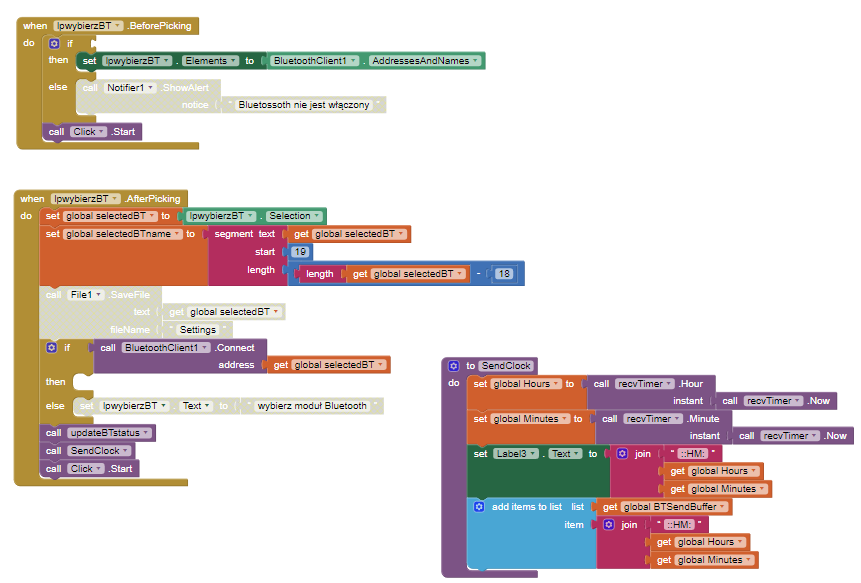 when lpwybierzBT .BeforePicking
do if
then set lpwybierzBT . Elements to BluetoothClient1 . AddressesAndNames
else call Notifier1 .ShowAlert
notice " Bluetossoth nie jest włączony "
call Click .Start
when lpwybierzBT .AfterPicking
do set global selectedBT to lpwybierzBT . Selection
set global selectedBTname to segment text get global selectedBT
start 19
length length get global selectedBT - 18
call File1 .SaveFile
text get global selectedBT
fileName " Settings "
if call BluetoothClient1 .Connect
address get global selectedBT
then
else set lpwybierzBT . Text to " wybierz moduł Bluetooth "
call updateBTstatus
call SendClock
call Click .Start
to SendClock
do set global Hours to call recvTimer .Hour
instant call recvTimer .Now
set global Minutes to call recvTimer .Minute
instant call recvTimer .Now
set Label3 . Text to join " ::HM: "
get global Hours
get global Minutes
add items to list list get global BTSendBuffer
item join " ::HM: "
get global Hours
get global Minutes